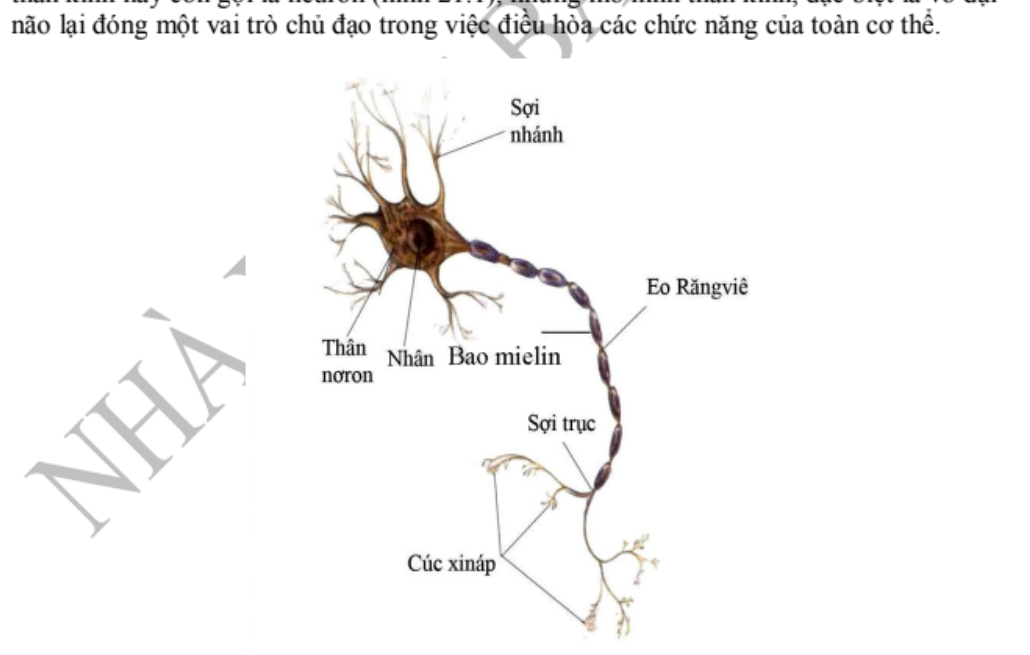 não lại đóng một vai trò chủ đạo trong việc điều hòa các chức năng của toàn cơ thể.
Sợi
nhánh
Eo Răngviê
Thân
nơron
Nhân
Bao mielin
Sợi trục
Cúc xináp
NHÀ